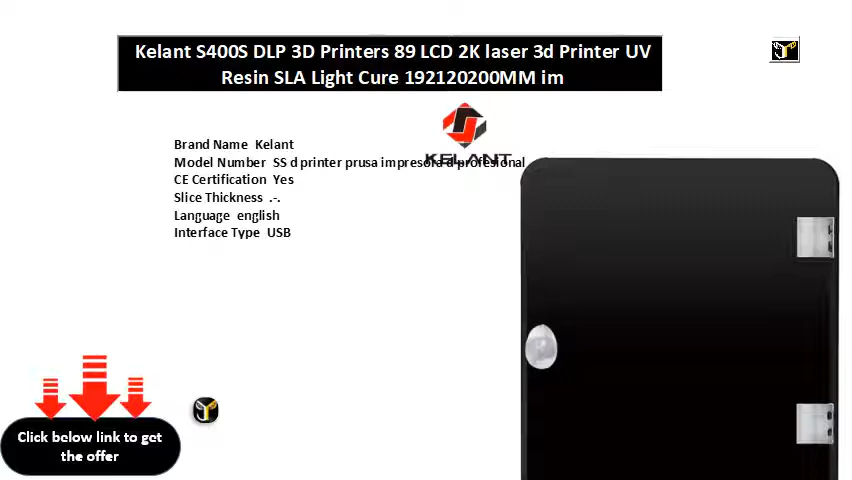 Kelant S400S DLP 3D Printers 89 LCD 2K laser 3d Printer UV
Resin SLA Light Cure 192120200MM im
KELANT
Brand Name Kelant
Model Number SS d printer prusa impresora d profesional
CE Certification Yes
Slice Thickness .-.
Language english
Interface Type USB
Click below link to get
the offer